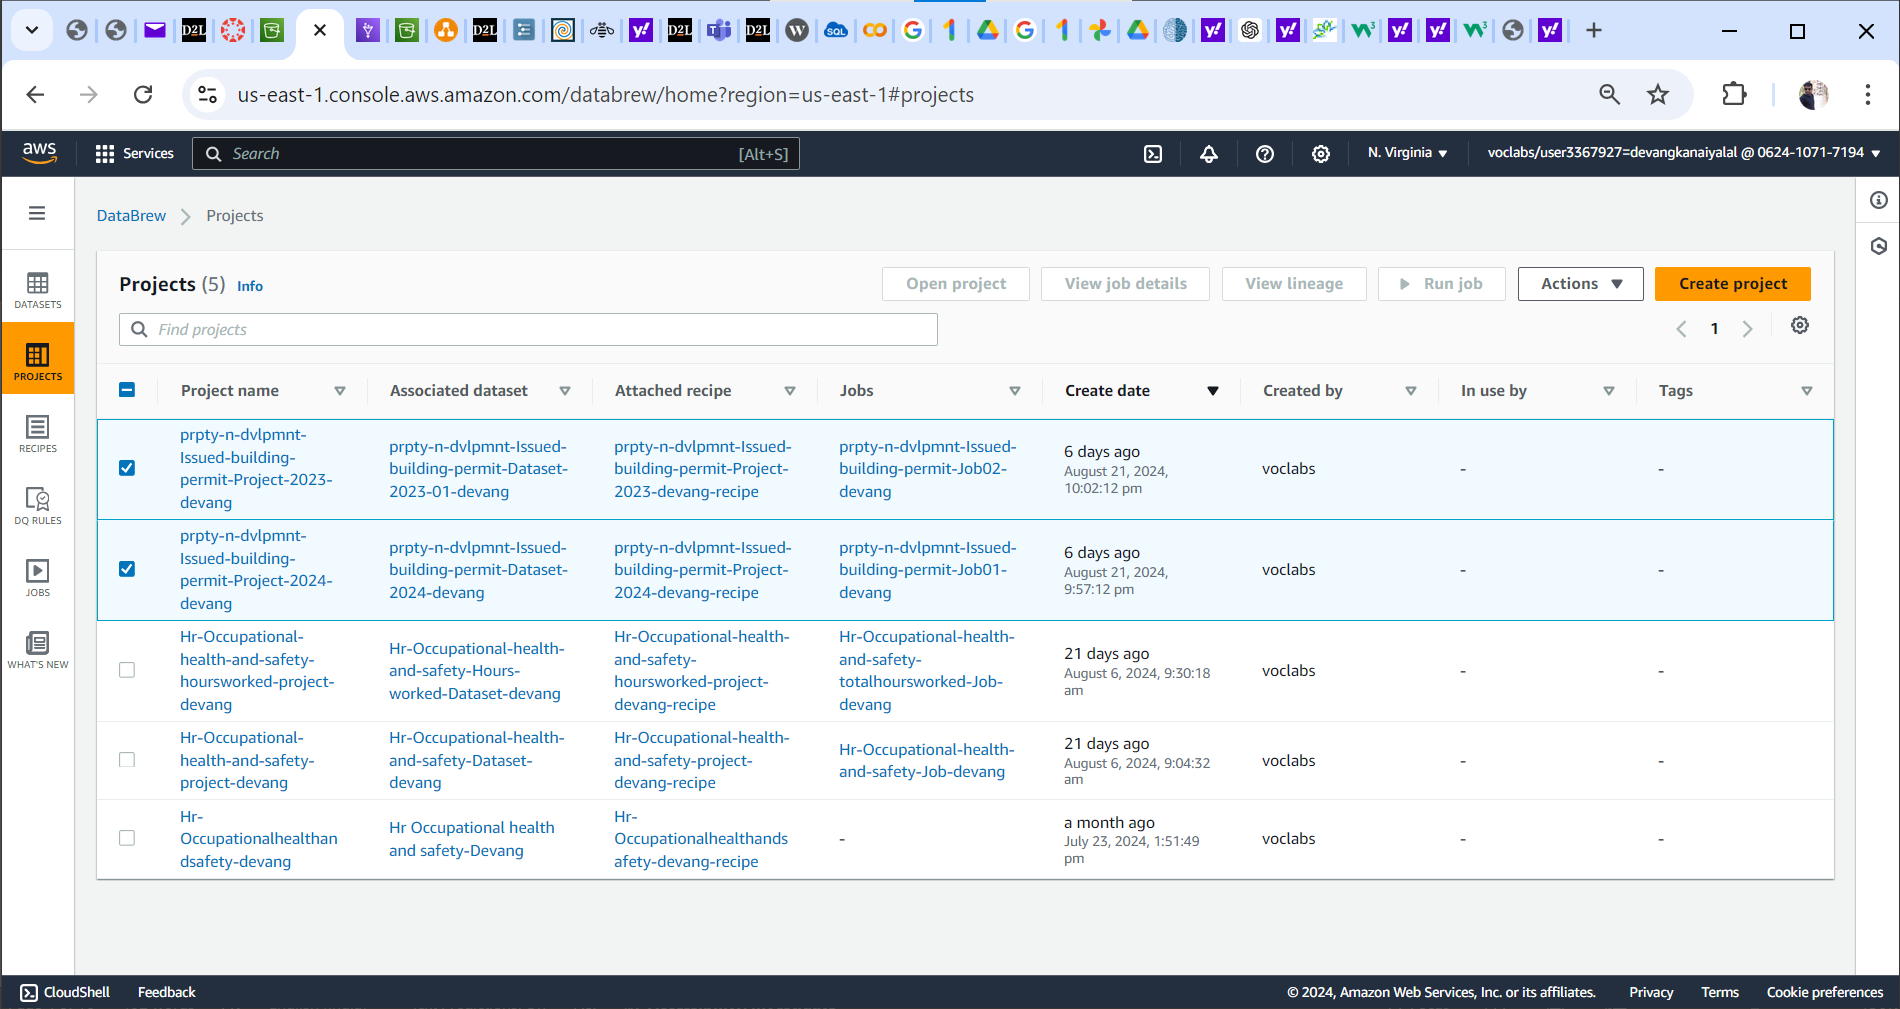 D2L
D2L
D2L
SQL
us-east-1.console.aws.amazon.com/databrew/home?region=us-east-1#projects
aws
Services
Search
[Alt+S]
N. Virginia
voclabs/user3367927=devangkanaiyalal @ 0624-1071-7194
DataBrew
Projects
DATASETS
PROJECTS
RECIPES
DQ RULES
JOBS
WHAT'S NEW
Projects (5) Info
Open project
View job details
View lineage
Run job
Actions
Create project
Find projects
1
Project name
Associated dataset
Attached recipe
Jobs
Create date
Created by
In use by
Tags
prpty-n-dvlpmnt-
Issued-building-
permit-Project-2023-
devang
prpty-n-dvlpmnt-Issued-
building-permit-Dataset-
2023-01-devang
prpty-n-dvlpmnt-Issued-
building-permit-Project-
2023-devang-recipe
prpty-n-dvlpmnt-Issued-
building-permit-Job02-
devang
6 days ago
August 21, 2024,
10:02:12 pm
voclabs
-
-
prpty-n-dvlpmnt-
Issued-building-
permit-Project-2024-
devang
prpty-n-dvlpmnt-Issued-
building-permit-Dataset-
2024-devang
prpty-n-dvlpmnt-Issued-
building-permit-Project-
2024-devang-recipe
prpty-n-dvlpmnt-Issued-
building-permit-Job01-
devang
6 days ago
August 21, 2024,
9:57:12 pm
voclabs
-
-
Hr-Occupational-
health-and-safety-
hoursworked-project-
devang
Hr-Occupational-health-
and-safety-Hours-
worked-Dataset-devang
Hr-Occupational-health-
and-safety-
hoursworked-project-
devang-recipe
Hr-Occupational-health-
and-safety-
totalhoursworked-Job-
devang
21 days ago
August 6, 2024, 9:30:18
am
voclabs
-
-
Hr-Occupational-
health-and-safety-
project-devang
Hr-Occupational-health-
and-safety-Dataset-
devang
Hr-Occupational-health-
and-safety-project-
devang-recipe
Hr-Occupational-health-
and-safety-Job-devang
21 days ago
August 6, 2024, 9:04:32
am
voclabs
-
-
Hr-
Occupationalhealthan
dsafety-devang
Hr Occupational health
and safety-Devang
Hr-
Occupationalhealthands
afety-devang-recipe
-
a month ago
July 23, 2024, 1:51:49
pm
voclabs
-
-
CloudShell
Feedback
© 2024, Amazon Web Services, Inc. or its affiliates.
Privacy
Terms
Cookie preferences